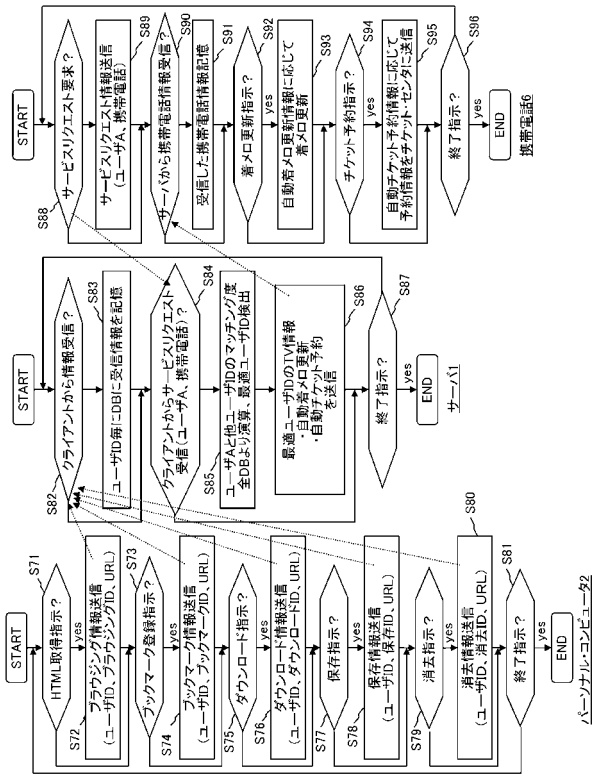 START
S71
HTML取得指示？
yes
S72
ブラウジング情報送信
(ユーザID、ブラウジングID、URL)
S73
ブックマーク登録指示？
yes
S74
ブックマーク情報送信
(ユーザID、ブックマークID、URL)
S75
ダウンロード指示？
yes
S76
ダウンロード情報送信
(ユーザID、ダウンロードID、URL)
S77
保存指示？
yes
S78
保存情報送信
(ユーザID、保存ID、URL)
S79
消去指示？
yes
S80
消去情報送信
(ユーザID、消去ID、URL)
S81
終了指示？
yes
END
パーソナル・コンピュータ2
START
S82
クライアントから情報受信？
S83
ユーザID毎にDBに受信情報を記憶
S84
クライアントからサービスリクエスト
受信(ユーザA、携帯電話)？
S85
ユーザAと他ユーザIDのマッチング度
全DBより演算、最適ユーザID検出
S86
最適ユーザIDのTV情報
・自動着メロ更新
・自動チケット予約
を送信
S87
終了指示？
yes
END
サーバ1
START
S88
サービスリクエスト要求？
S89
サービスリクエスト情報送信
(ユーザA、携帯電話)
S90
サーバから携帯電話情報受信？
S91
受信した携帯電話情報記憶
S92
着メロ更新指示？
yes
S93
自動着メロ更新情報に応じて
着メロ更新
S94
チケット予約指示？
yes
S95
自動チケット予約情報に応じて
予約情報をチケット・センタに送信
S96
終了指示？
yes
END
携帯電話6